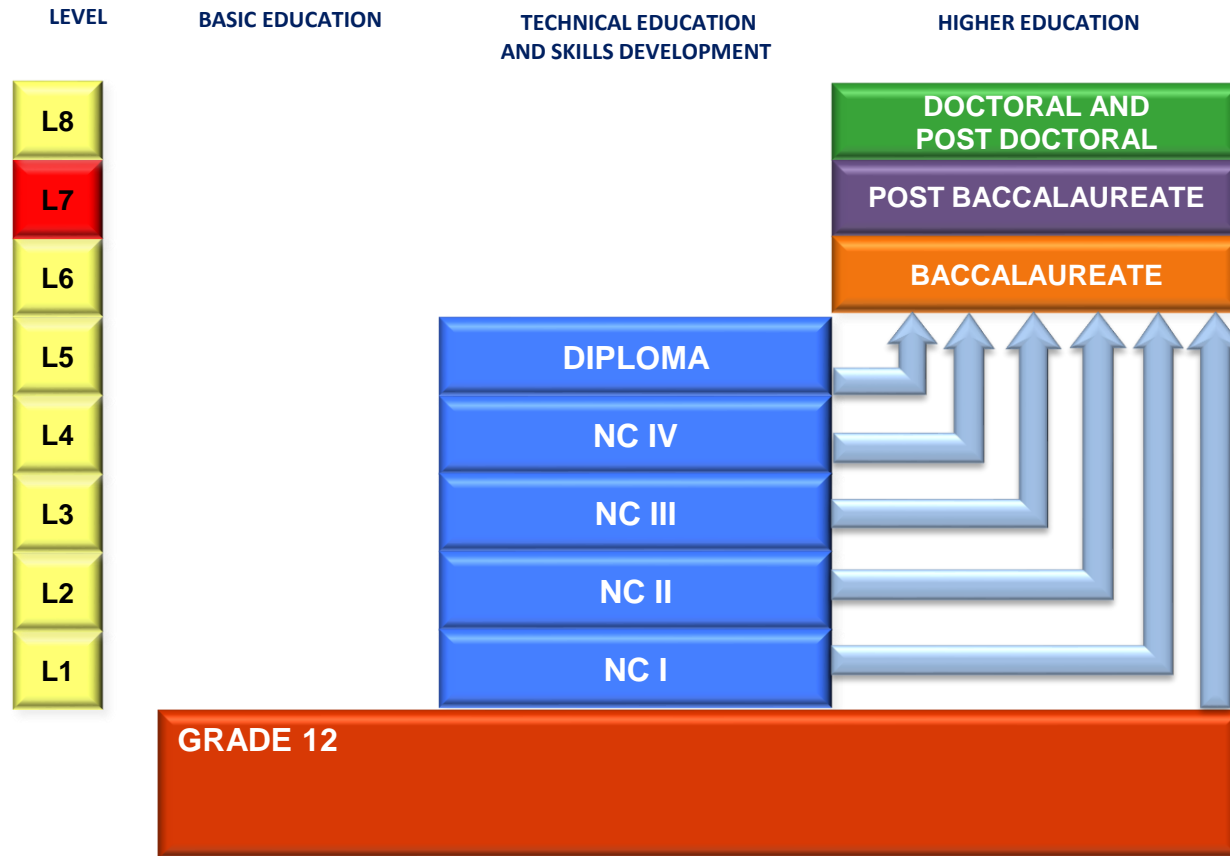 LEVEL
BASIC EDUCATION
TECHNICAL EDUCATION
AND SKILLS DEVELOPMENT
HIGHER EDUCATION
L8
DOCTORAL AND
POST DOCTORAL
L7
POST BACCALAUREATE
L6
BACCALAUREATE
L5
DIPLOMA
L4
NC IV
L3
NC III
L2
NC II
L1
NC I
GRADE 12